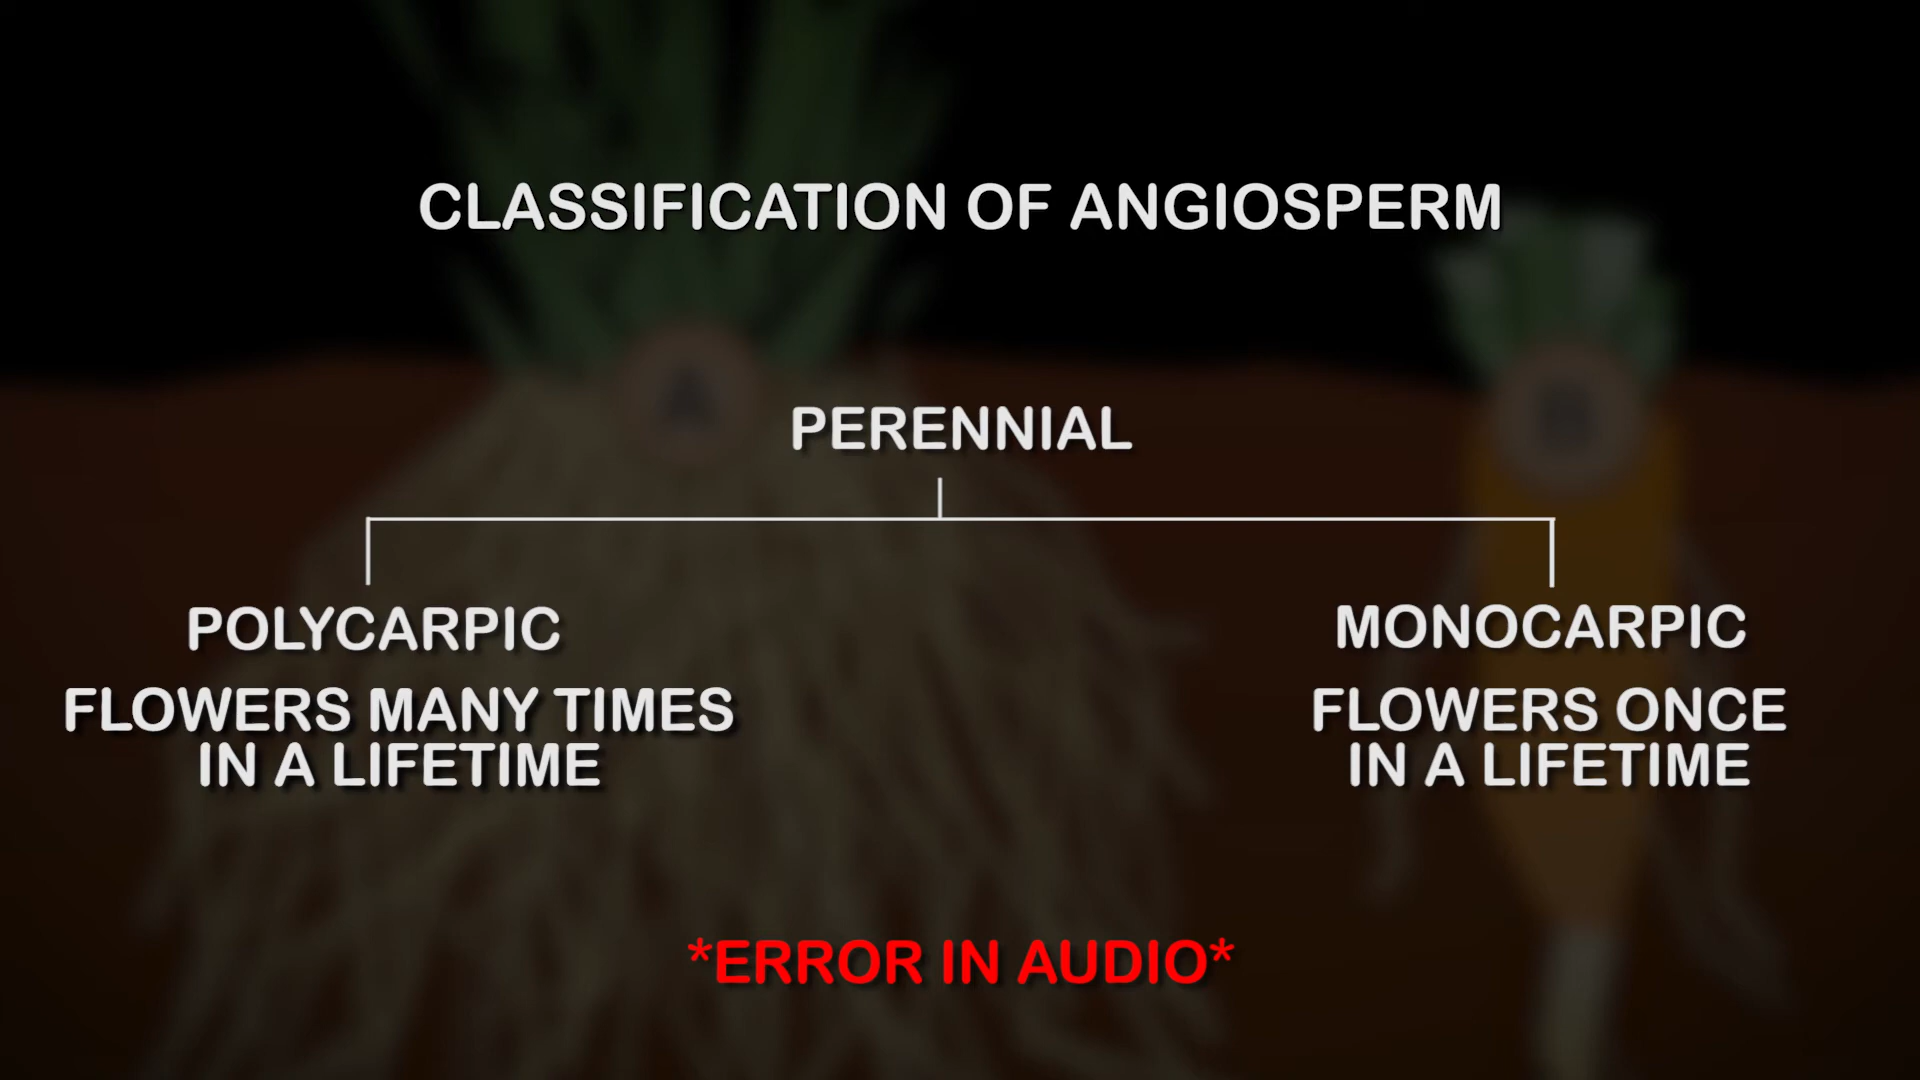 CLASSIFICATION OF ANGIOSPERM
PERENNIAL
POLYCARPIC
FLOWERS MANY TIMES
IN A LIFETIME
MONOCARPIC
FLOWERS ONCE
IN A LIFETIME
*ERROR IN AUDIO*